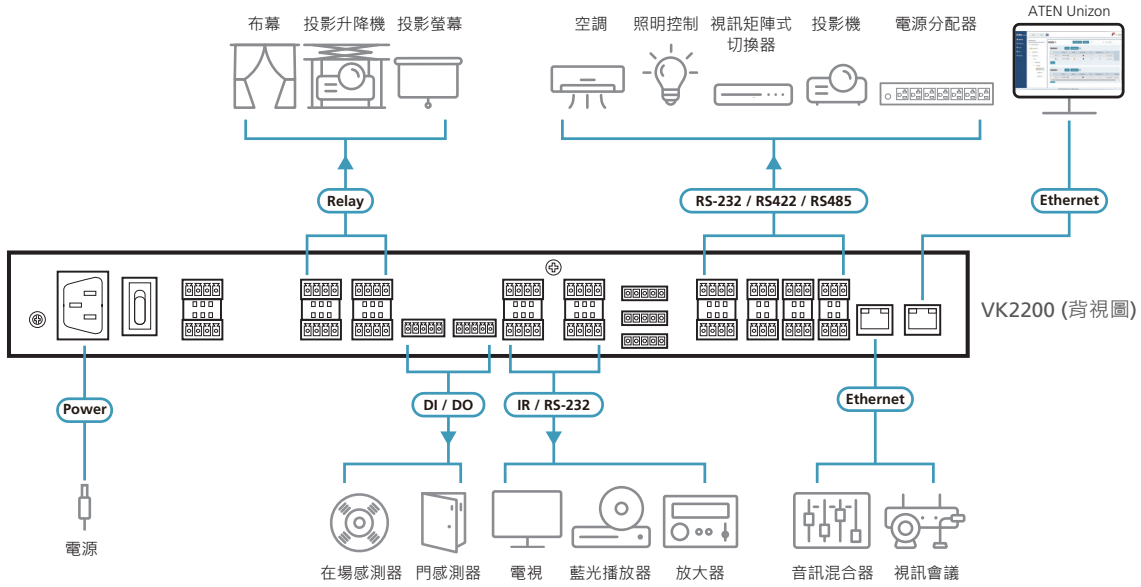 ATEN Unizon
布幕
投影升降機
投影螢幕
空調
照明控制
視訊矩陣式
切換器
投影機
電源分配器
Relay
RS-232 / RS422 / RS485
Ethernet
VK2200 (背視圖)
Power
DI / DO
IR / RS-232
Ethernet
電源
在場感測器
門感測器
電視
藍光播放器
放大器
音訊混合器
視訊會議